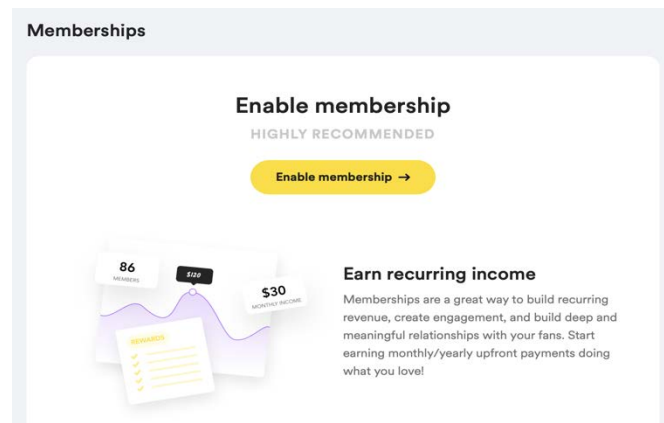 Memberships
Enable membership
HIGHLY RECOMMENDED
Enable membership →
86
MEMBERS
$120
$30
MONTHLY INCOME
REWARDS
Earn recurring income
Memberships are a great way to build recurring
revenue, create engagement, and build deep and
meaningful relationships with your fans. Start
earning monthly/yearly upfront payments doing
what you love!